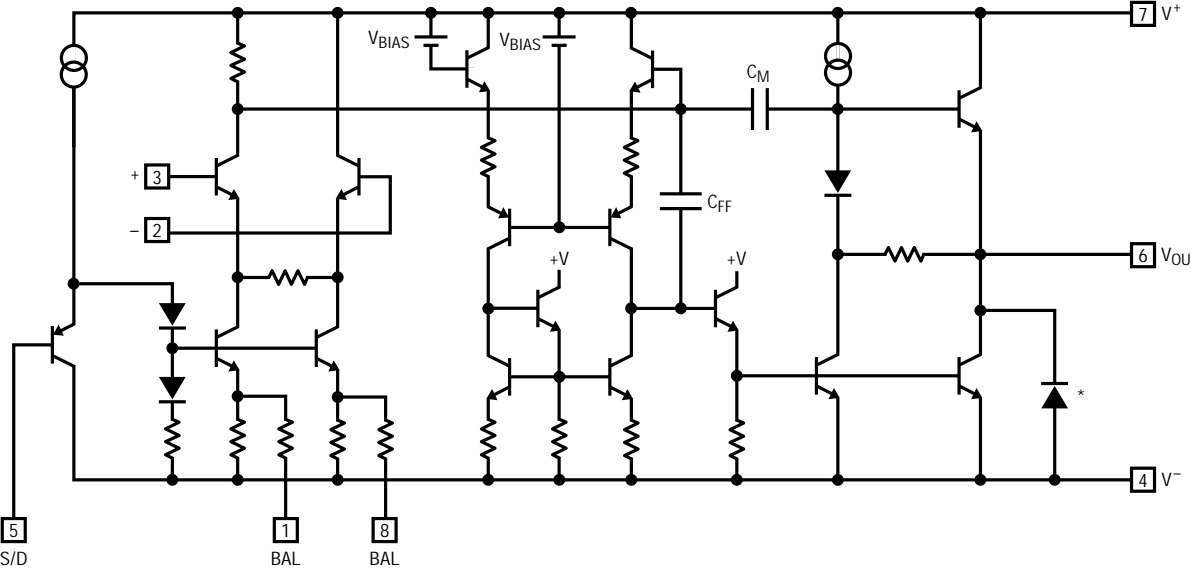 7 V+
VBIAS
VBIAS
CM
+ 3
− 2
CFF
+V
+V
6 VOU
*
4 V−
5
S/D
1
BAL
8
BAL